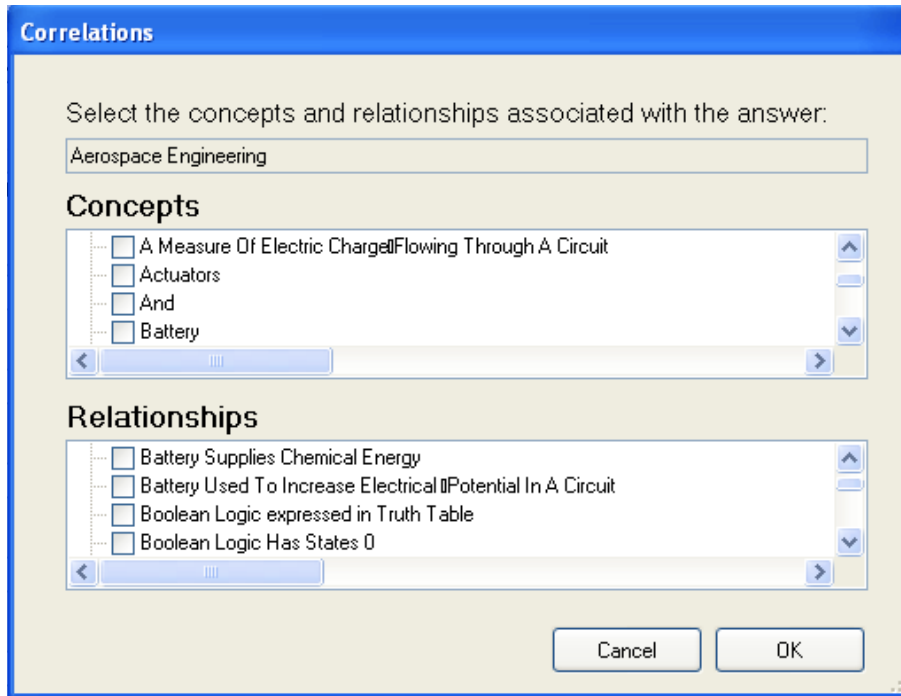 Correlations
Select the concepts and relationships associated with the answer:
Aerospace Engineering
Concepts
A Measure Of Electric Charge▯Flowing Through A Circuit
Actuators
And
Battery
Relationships
Battery Supplies Chemical Energy
Battery Used To Increase Electrical ▯Potential In A Circuit
Boolean Logic expressed in Truth Table
Boolean Logic Has States 0
Cancel
OK